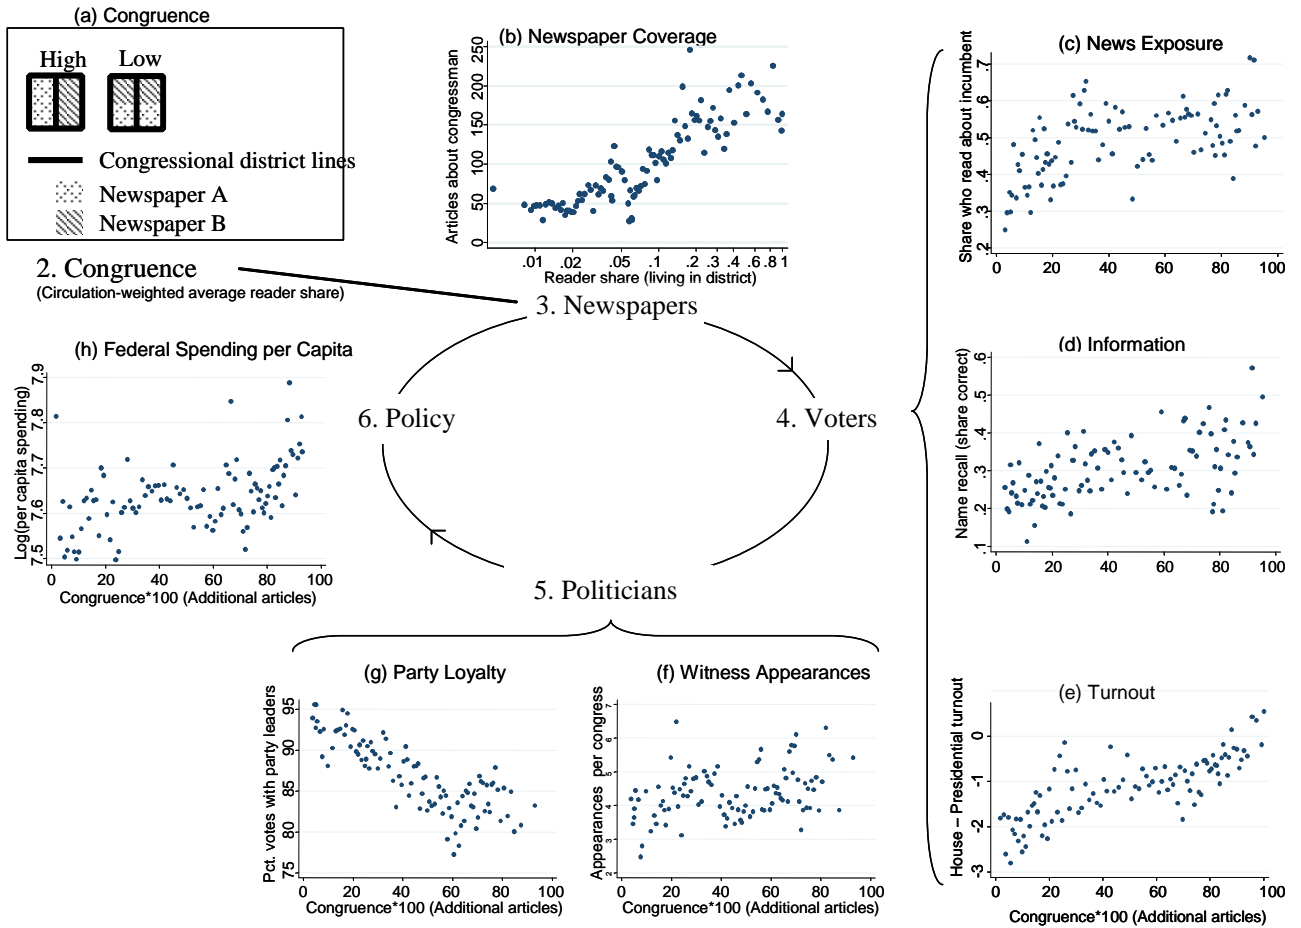 (a) Congruence
High Low
Congressional district lines
Newspaper A
Newspaper B
2. Congruence
(Circulation-weighted average reader share)
(b) Newspaper Coverage
Articles about congressman
250
200
150
100
50
0
.01 .02 .05 .1 .2 .3 .4 .6 .8 1
Reader share (living in district)
3. Newspapers
4. Voters
5. Politicians
6. Policy
(c) News Exposure
Share who read about incumbent
.7
.6
.5
.4
.3
.2
0 20 40 60 80 100
(d) Information
Name recall (share correct)
.6
.5
.4
.3
.2
.1
0 20 40 60 80 100
(e) Turnout
House – Presidential turnout
0
-.1
-.2
-.3
0 20 40 60 80 100
Congruence*100 (Additional articles)
(h) Federal Spending per Capita
Log(per capita spending)
7.9
7.8
7.7
7.6
7.5
0 20 40 60 80 100
Congruence*100 (Additional articles)
(g) Party Loyalty
Pct. votes with party leaders
95
90
85
80
75
0 20 40 60 80 100
Congruence*100 (Additional articles)
(f) Witness Appearances
Appearances per congress
.7
.6
.5
.4
.3
.2
0 20 40 60 80 100
Congruence*100 (Additional articles)